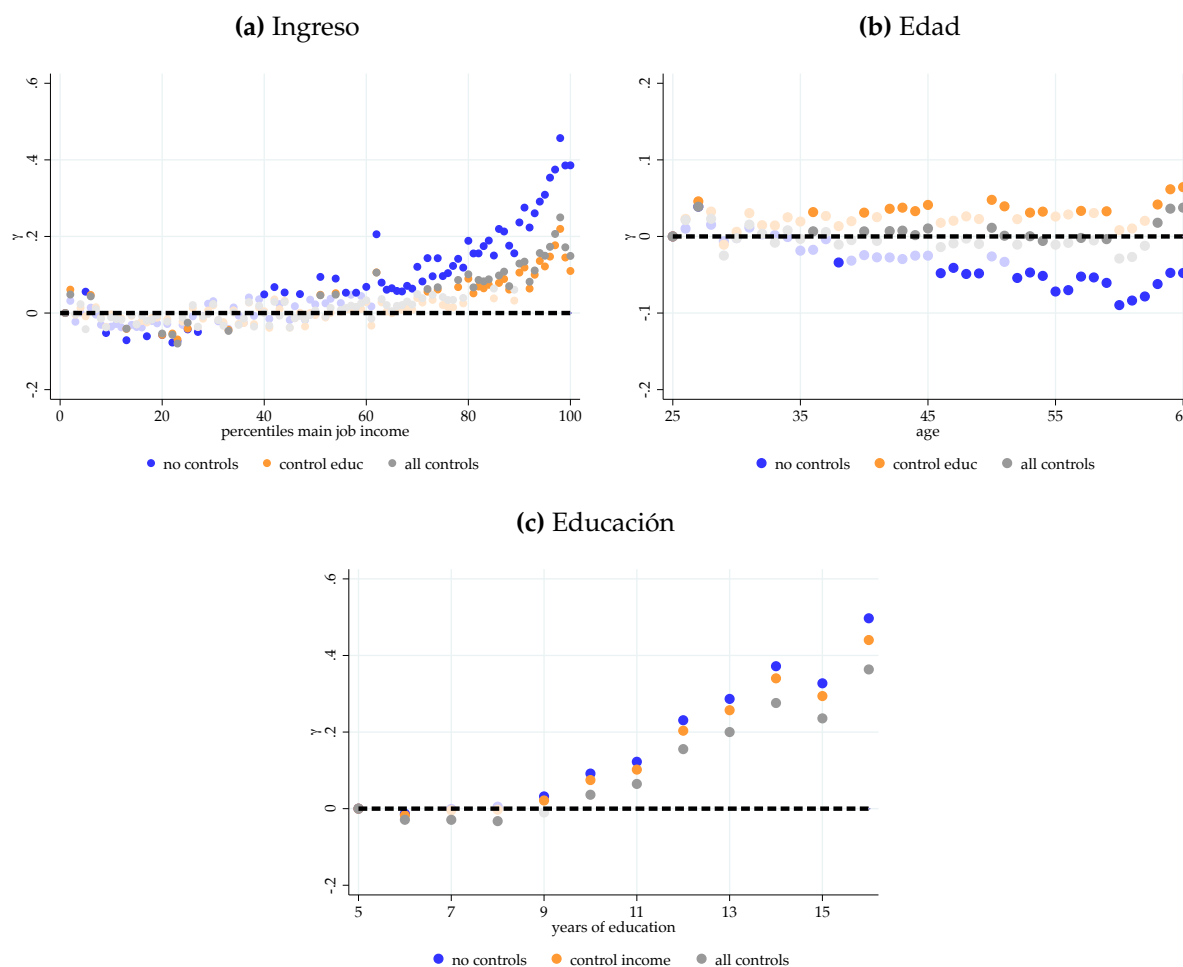 (a) Ingreso
(b) Edad
.6
.4
.2
0
-.2
γ
0
20
40
60
80
100
percentiles main job income
no controls
control educ
all controls
.2
.1
0
-.1
-.2
γ
25
35
45
55
age
no controls
control educ
all controls
(c) Educación
.6
.4
.2
0
-.2
γ
5
7
9
11
13
15
years of education
no controls
control income
all controls